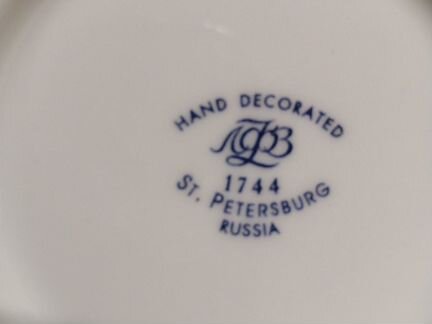 HAND DECORATED
ЛФЗ
1744
ST. PETERSBURG
RUSSIA